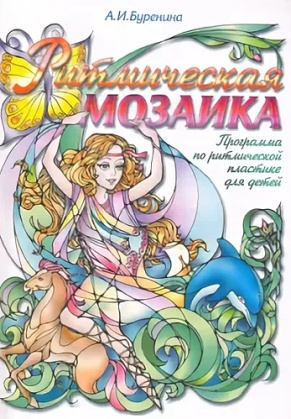 А.И.Буренина
Ритмическая
МОЗАИКА
Программа
по ритмической
пластике
для детей